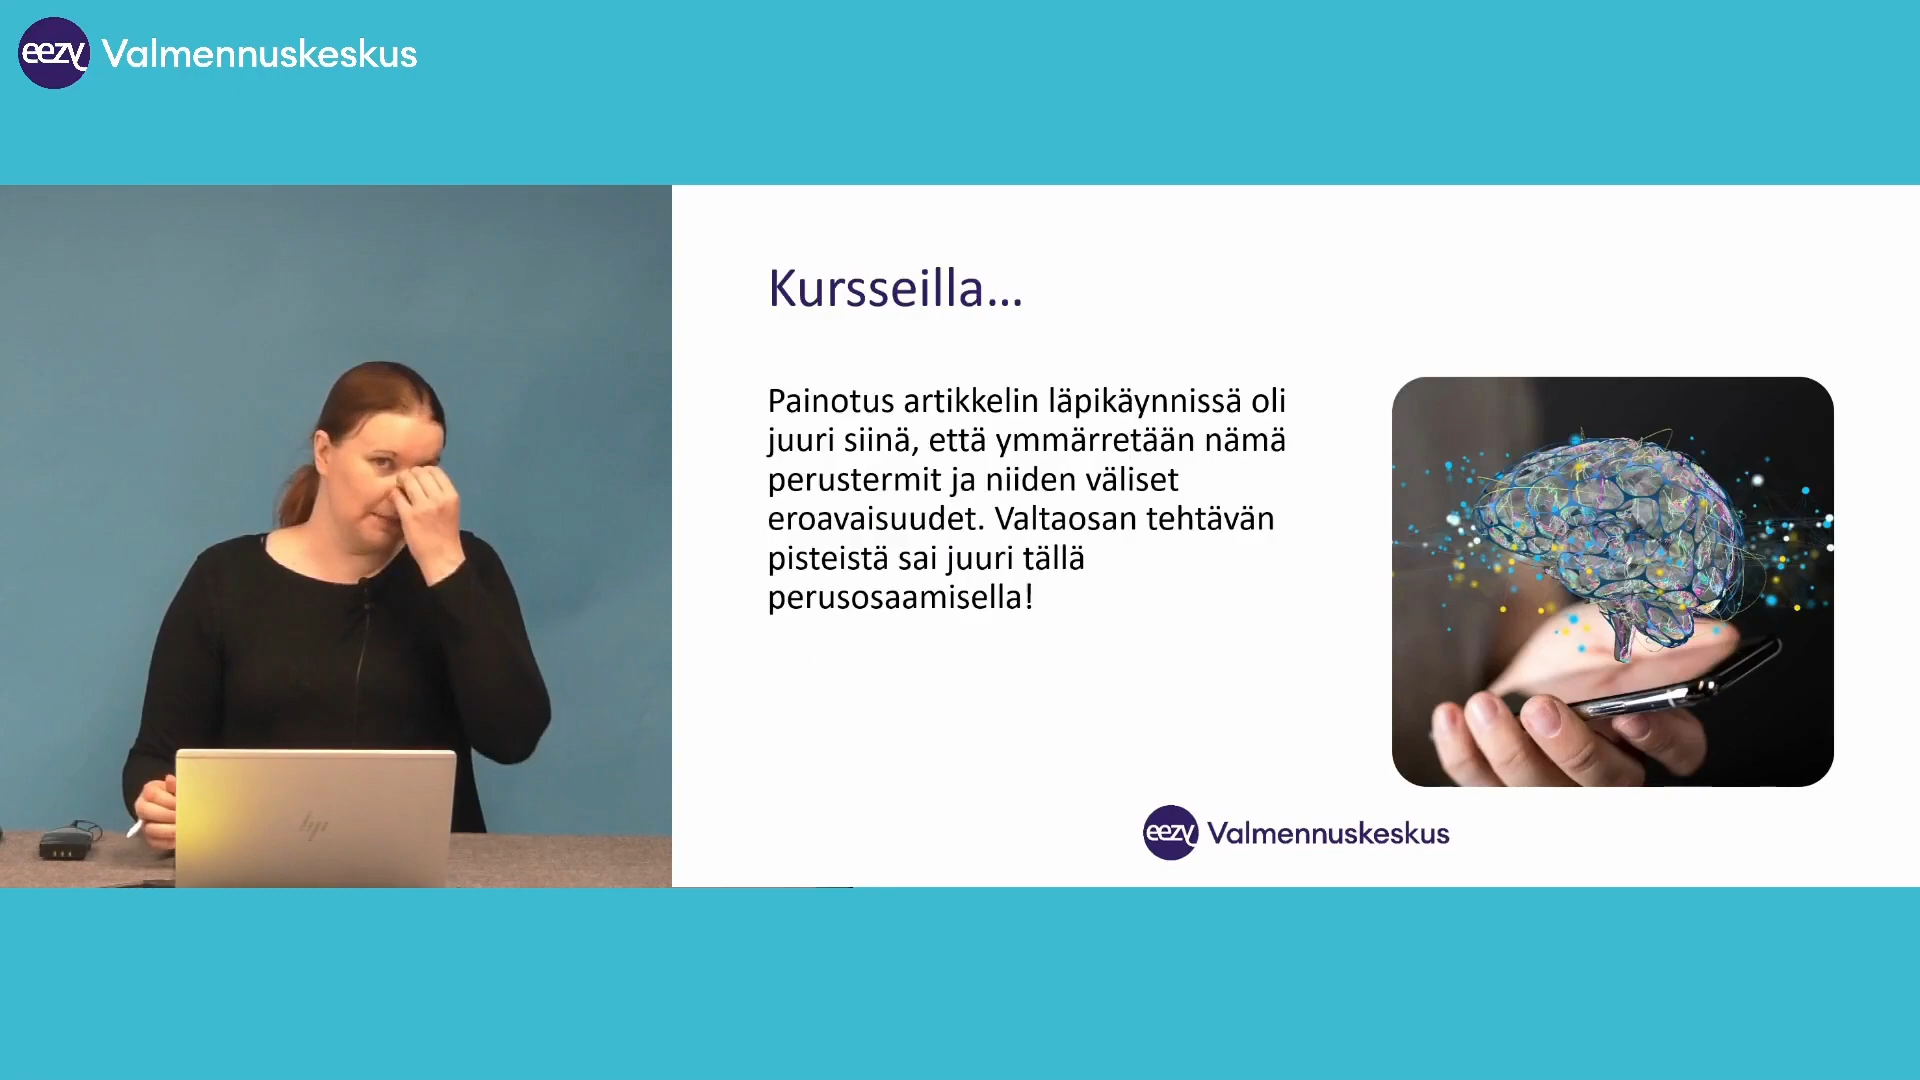 eezy Valmennuskeskus
Kursseilla...
Painotus artikkelin läpikäynnissä oli
juuri siinä, että ymmärretään nämä
perustermit ja niiden väliset
eroavaisuudet. Valtaosan tehtävän
pisteistä sai juuri tällä
perusosaamisella!
hp
eezy Valmennuskeskus